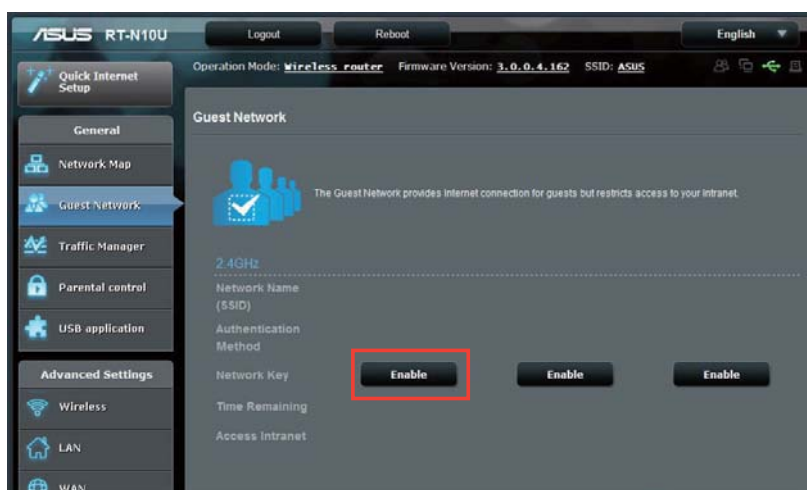 ASUS RT-N10U Logout Reboot English
Operation Mode: Wireless router Firmware Version: 3.0.0.4.162 SSID: ASUS
Quick Internet
Setup
General
Network Map
Guest Network
Traffic Manager
Parental control
USB application
Advanced Settings
Wireless
LAN
WAN
Guest Network
The Guest Network provides Internet connection for guests but restricts access to your Intranet.
2.4GHz
Network Name
(SSID)
Authentication
Method
Network Key Enable Enable Enable
Time Remaining
Access Intranet